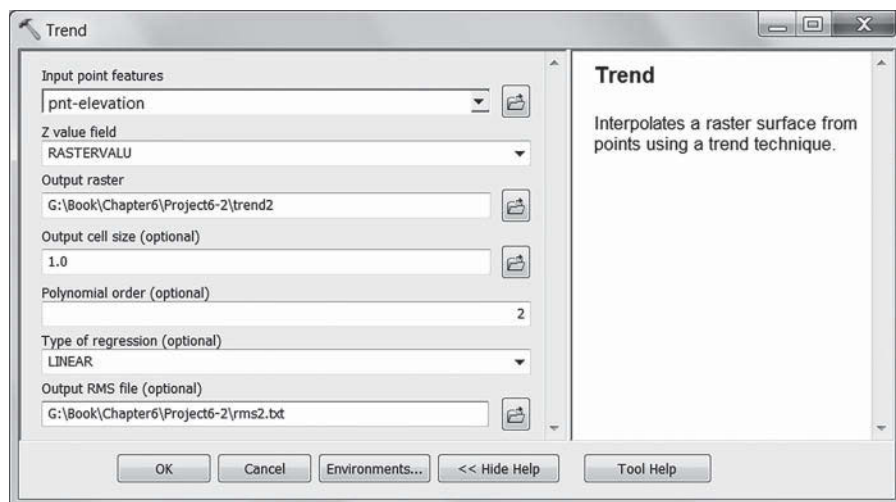 Trend
Input point features
pnt-elevation
Z value field
RASTERVALU
Output raster
G:\Book\Chapter6\Project6-2\trend2
Output cell size (optional)
1.0
Polynomial order (optional)
2
Type of regression (optional)
LINEAR
Output RMS file (optional)
G:\Book\Chapter6\Project6-2\rms2.txt
OK
Cancel
Environments...
<< Hide Help
Trend
Interpolates a raster surface from
points using a trend technique.
Tool Help